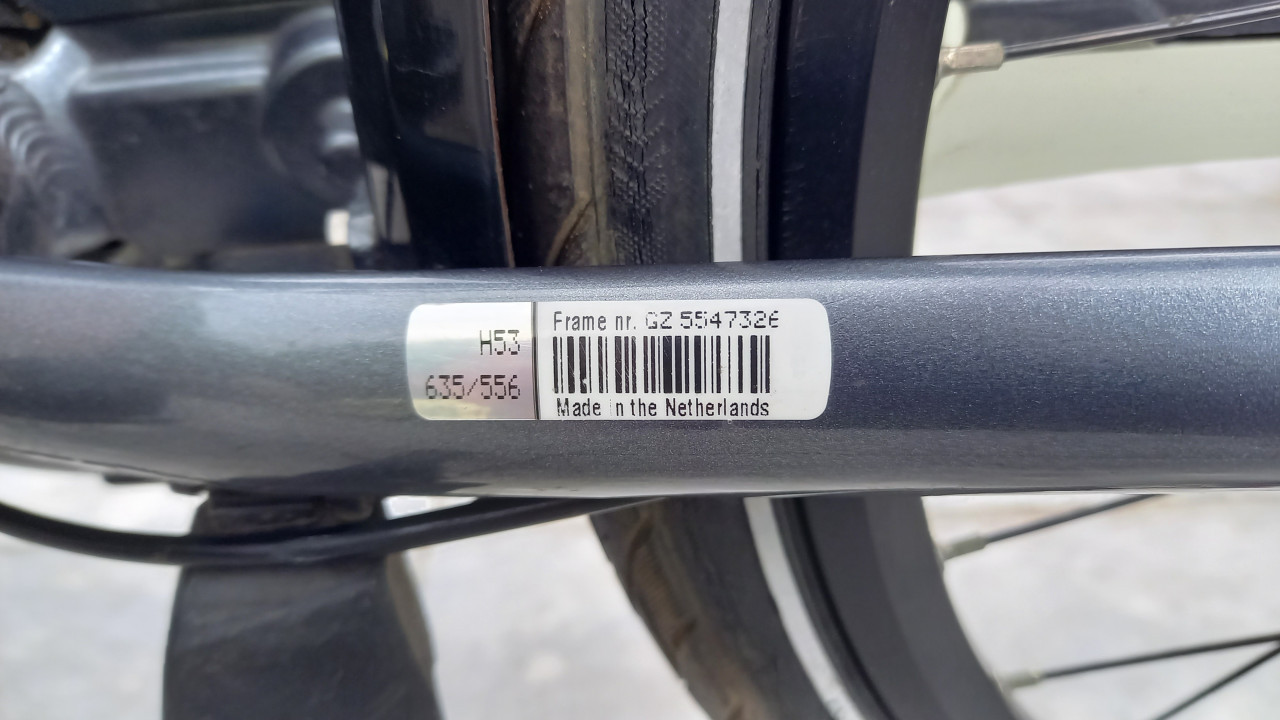 H53
635/556
Frame nr. GZ 5547326
Made in the Netherlands